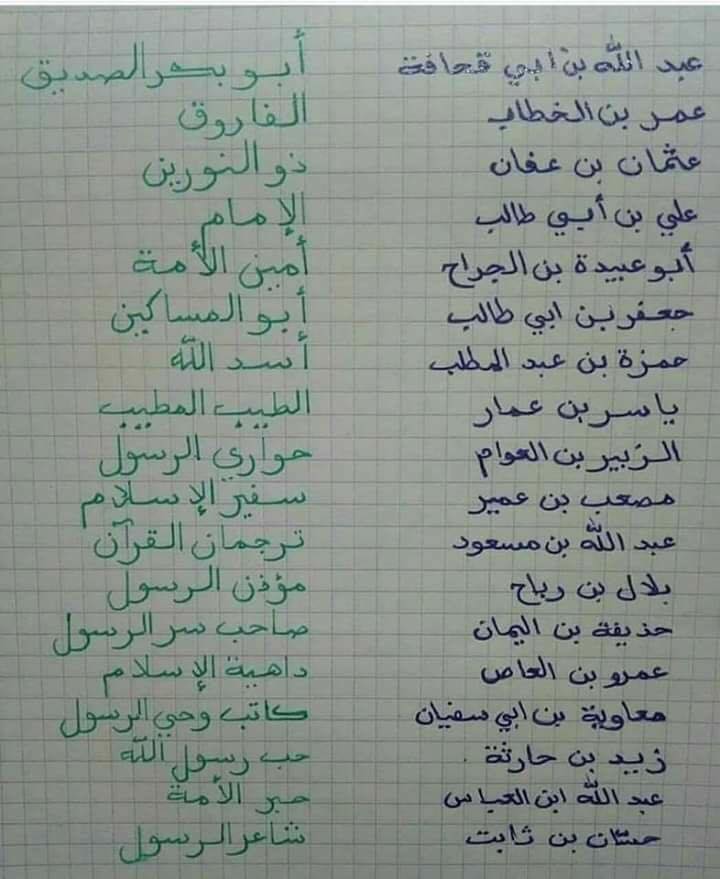 عبد الله بن ابي قحافة أبو بكر الصديق
عمر بن الخطاب الفاروق
عثمان بن عفان ذو النورين
علي بن أبي طالب الإمام
أبو عبيدة بن الجراح أمين الأمة
جعفر بن ابي طالب أبو المساكين
حمزة بن عبد المطلب أسد الله
ياسر بن عمار الطيب المطيب
الزبير بن العوام حواري الرسول
مصعب بن عمير سفير الإسلام
عبد الله بن مسعود ترجمان القرآن
بلال بن رباح مؤذن الرسول
حذيفة بن اليمان صاحب سر الرسول
عمرو بن العاص داهية الإسلام
معاوية بن ابي سفيان كاتب وحي الرسول
زيد بن حارثة حب رسول الله
عبد الله ابن العباس حبر الأمة
حسّان بن ثابت شاعر الرسول